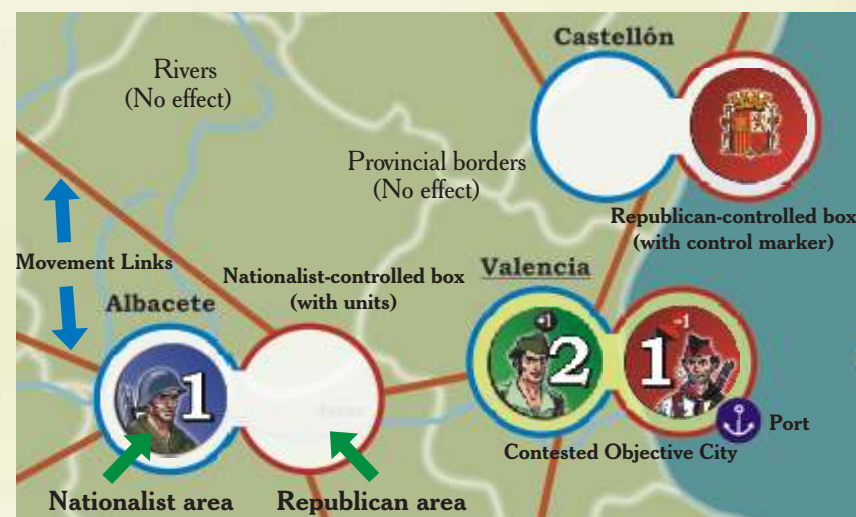 Castellón
Rivers
(No effect)
Provincial borders
(No effect)
Republican-controlled box
(with control marker)
Movement Links
Nationalist-controlled box
(with units)
Valencia
Albacete
+1
2
1
-1
1
Port
Contested Objective City
Nationalist area
Republican area